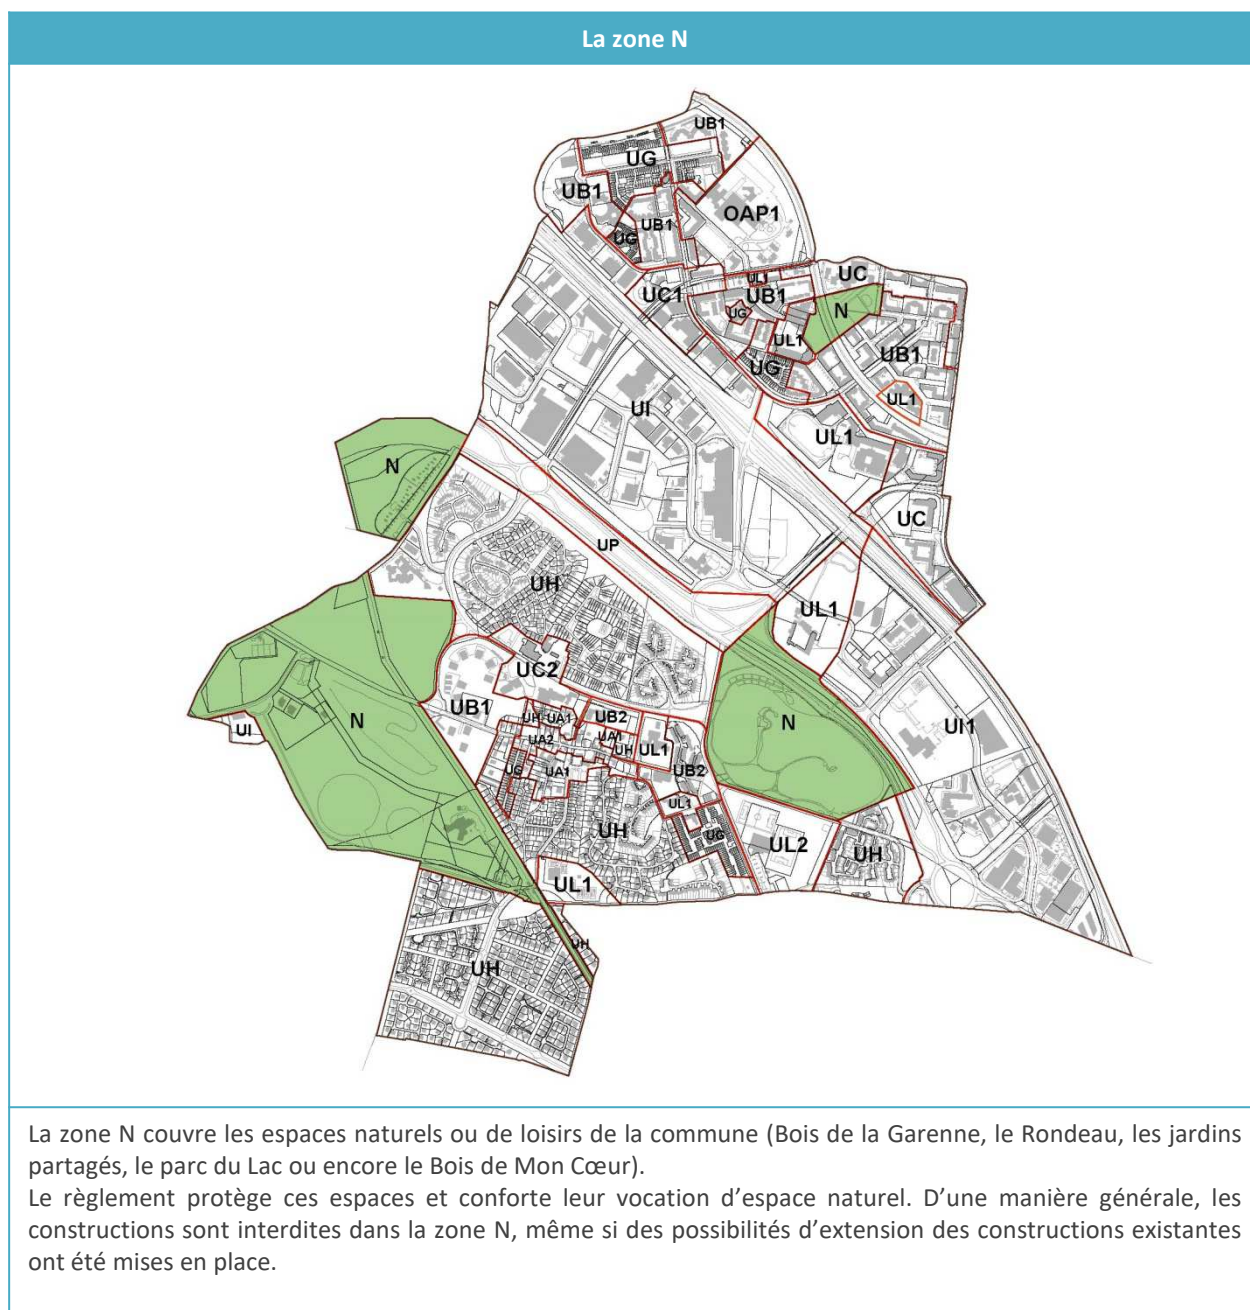 La zone N
UB1
UG
UB1
OAP1
UB1
UG
UC
UL1
UC1
UB1
N
UG
UL1
UB1
UG
UL1
UI
UL1
N
UC
UP
UH
UL1
UC2
UB1
N
UH
UA1
UB2
N
UI1
UI
UA2
UA1
UH
UL1
UB2
UG
UA1
UL1
UH
UG
UL2
UH
UL1
UH
UH
La zone N couvre les espaces naturels ou de loisirs de la commune (Bois de la Garenne, le Rondeau, les jardins
partagés, le parc du Lac ou encore le Bois de Mon Cœur).
Le règlement protège ces espaces et conforte leur vocation d’espace naturel. D’une manière générale, les
constructions sont interdites dans la zone N, même si des possibilités d’extension des constructions existantes
ont été mises en place.